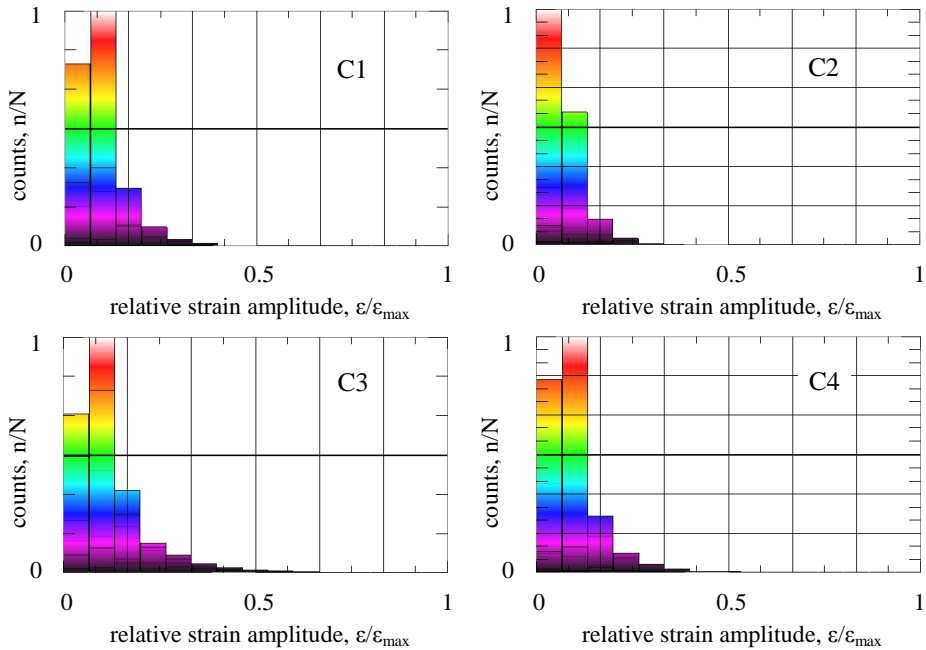 1
C1
counts, n/N
0
0 0.5 1
relative strain amplitude, ε/εmax
1
C2
counts, n/N
0
0 0.5 1
relative strain amplitude, ε/εmax
1
C3
counts, n/N
0
0 0.5 1
relative strain amplitude, ε/εmax
1
C4
counts, n/N
0
0 0.5 1
relative strain amplitude, ε/εmax